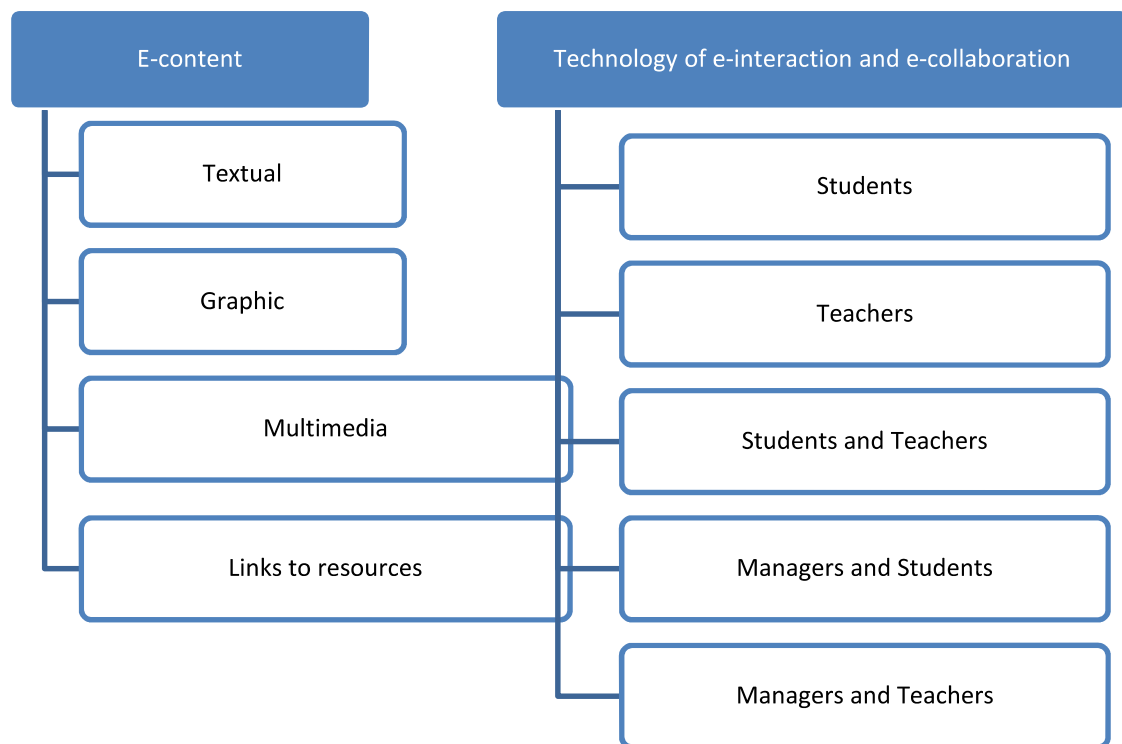 E-content
Textual
Graphic
Multimedia
Links to resources
Technology of e-interaction and e-collaboration
Students
Teachers
Students and Teachers
Managers and Students
Managers and Teachers